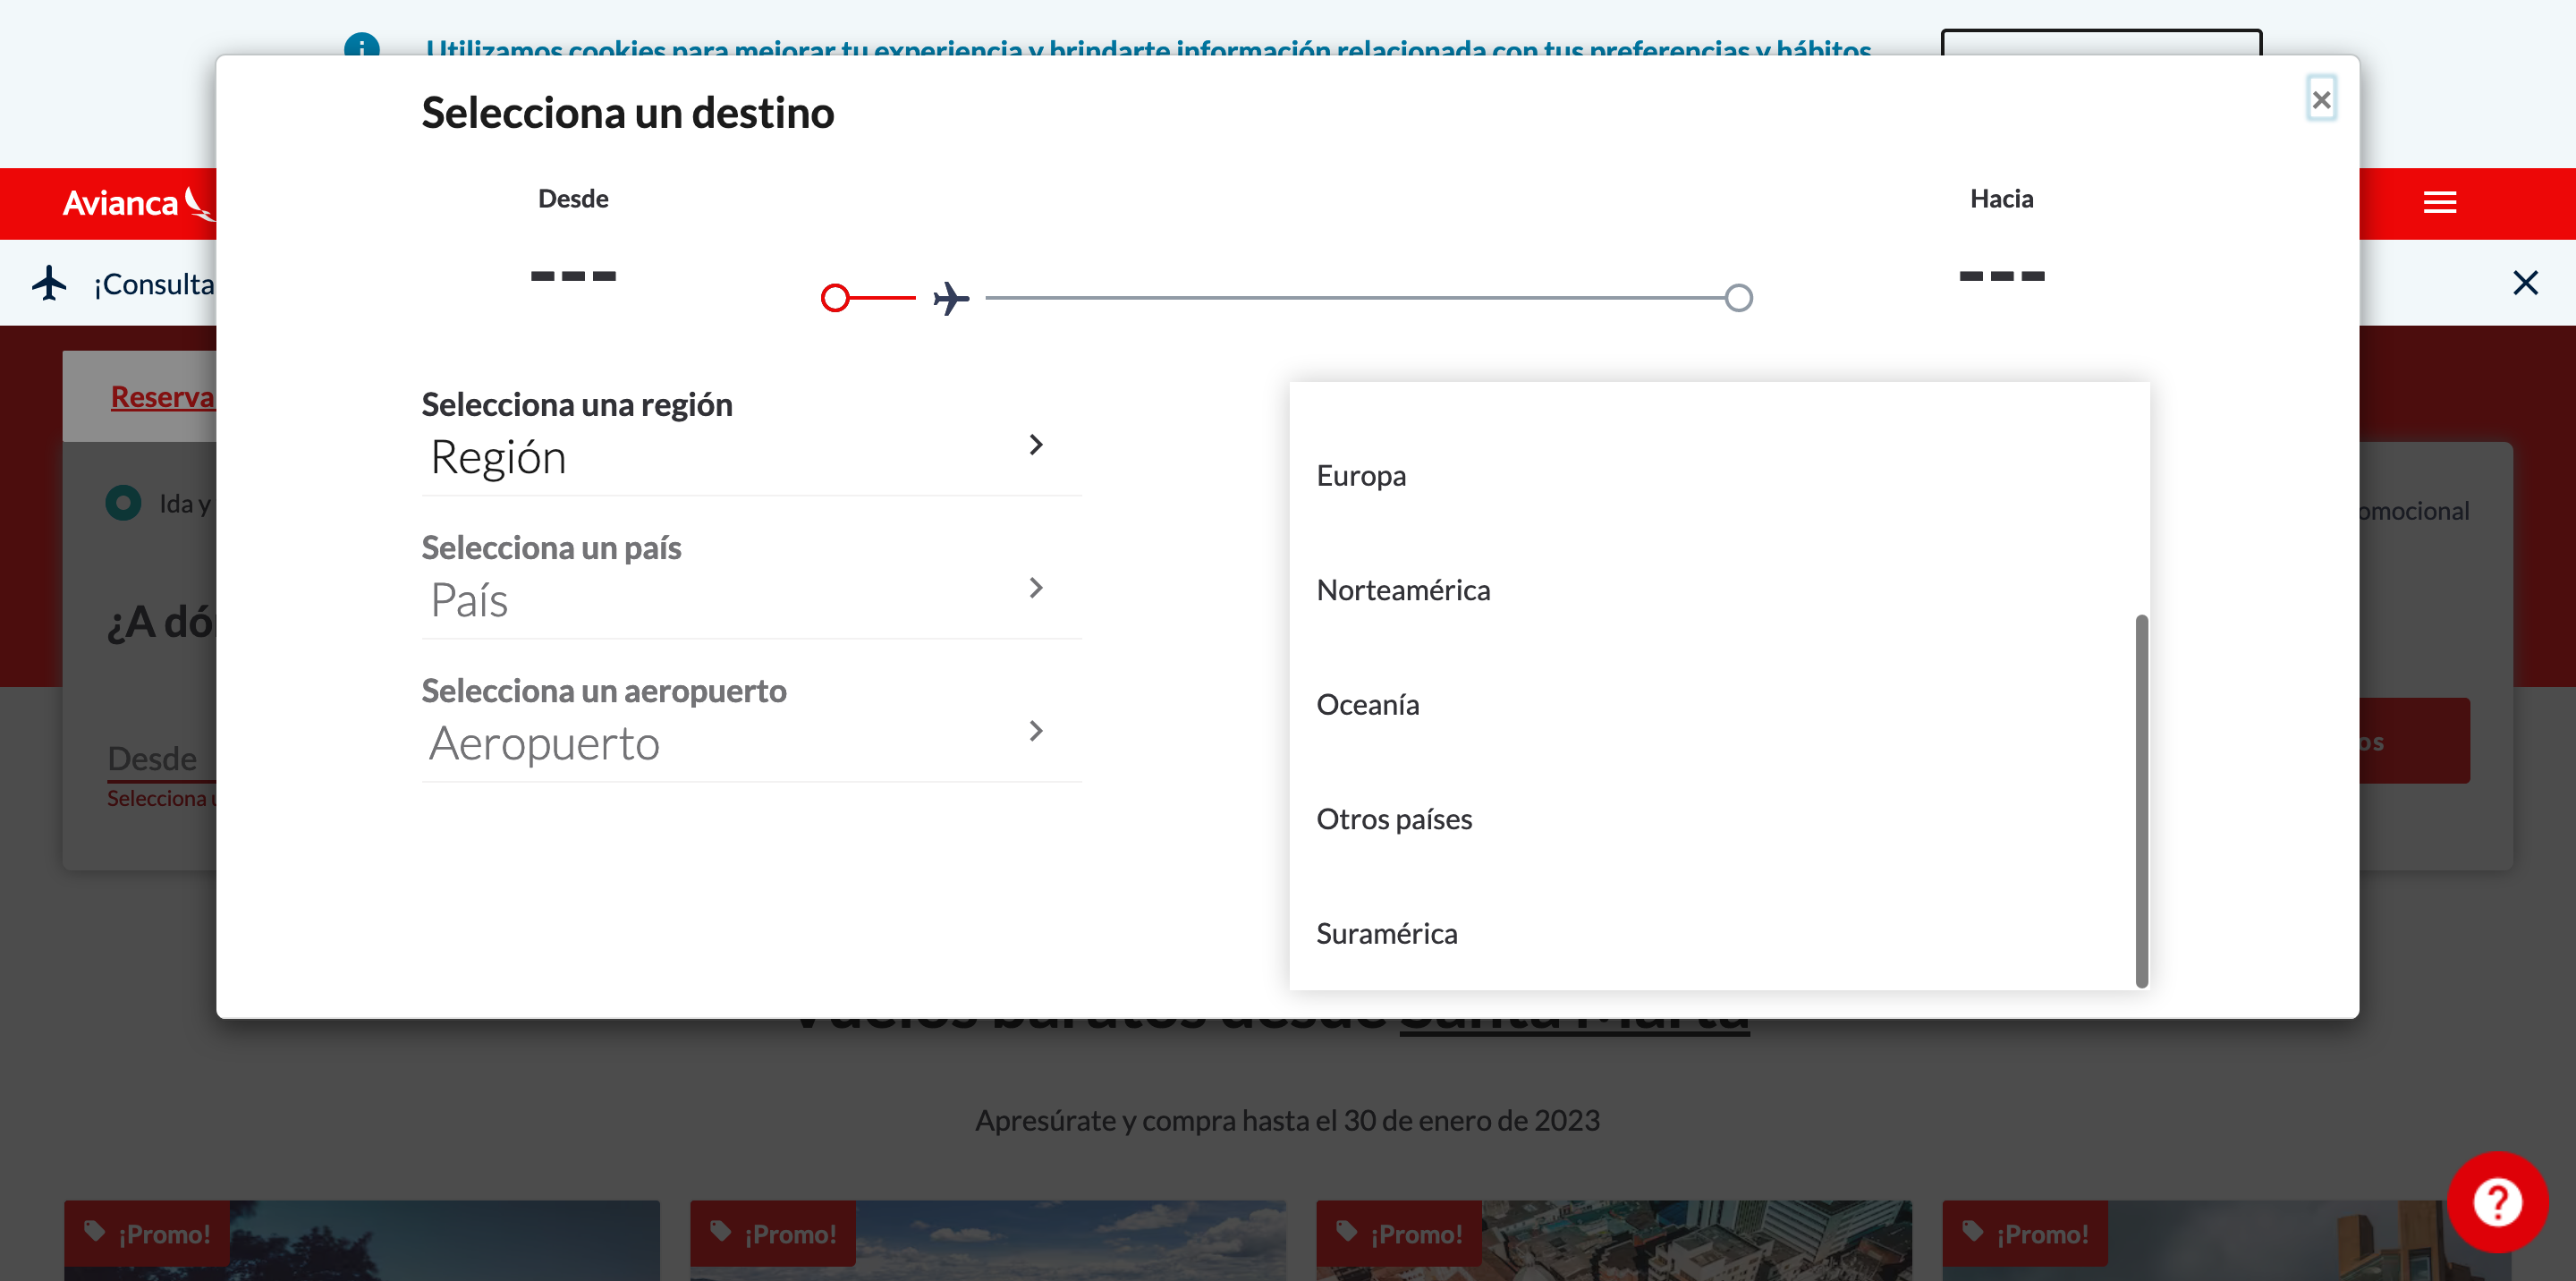 Utilizamos cookies para mejorar tu experiencia y brindarte información relacionada con tus preferencias y hábitos
Selecciona un destino
×
Desde
Hacia
---
---
Avianca
¡Consulta
Reserva
Selecciona una región
Región
Europa
Ida y
omocional
Selecciona un país
País
Norteamérica
¿A dó
Selecciona un aeropuerto
Aeropuerto
Oceanía
Desde
os
Selecciona
Otros países
Suramérica
Vuelos baratos desde Santa Marta
Apresúrate y compra hasta el 30 de enero de 2023
¡Promo!
¡Promo!
¡Promo!
¡Promo!
?